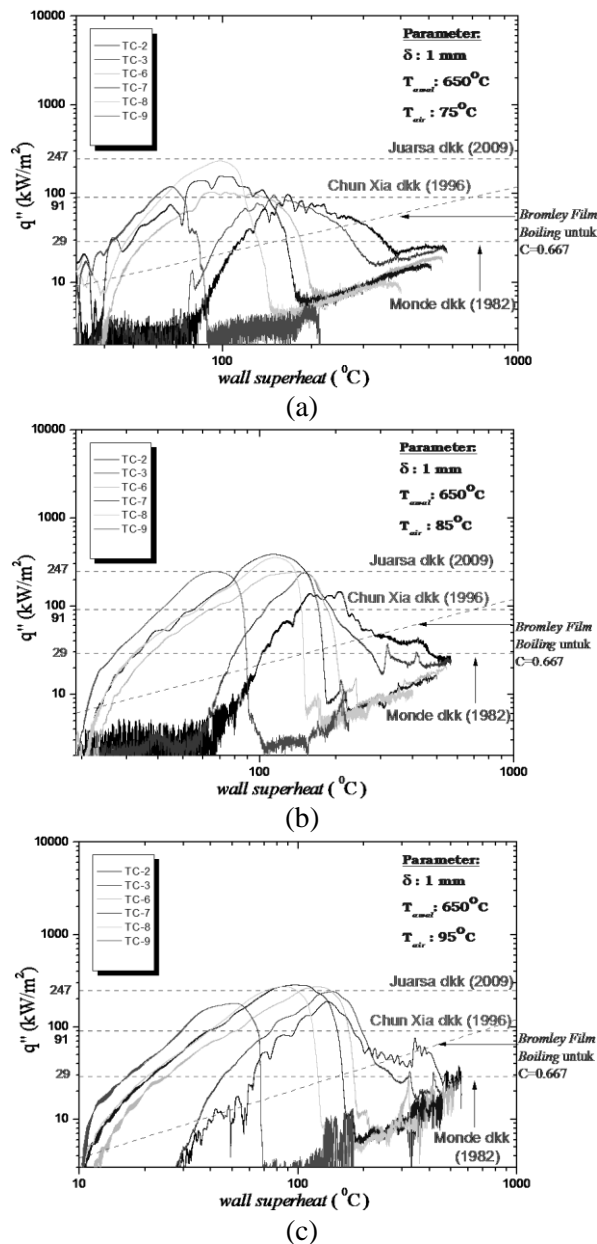 10000
1000
247
100
91
29
10
q'' (kW/m²)
TC-2
TC-3
TC-6
TC-7
TC-8
TC-9
Parameter:
δ : 1 mm
T_awal: 650°C
T_air : 75°C
Juarsa dkk (2009)
Chun Xia dkk (1996)
Bromley Film
Boiling untuk
C=0.667
Monde dkk (1982)
100
1000
wall superheat (°C)
(a)
10000
1000
247
100
91
29
10
q'' (kW/m²)
TC-2
TC-3
TC-6
TC-7
TC-8
TC-9
Parameter:
δ : 1 mm
T_awal: 650°C
T_air : 85°C
Juarsa dkk (2009)
Chun Xia dkk (1996)
Bromley Film
Boiling untuk
C=0.667
Monde dkk (1982)
100
1000
wall superheat (°C)
(b)
10000
1000
247
100
91
29
10
q'' (kW/m²)
TC-2
TC-3
TC-6
TC-7
TC-8
TC-9
Parameter:
δ : 1 mm
T_awal: 650°C
T_air : 95°C
Juarsa dkk (2009)
Chun Xia dkk (1996)
Bromley Film
Boiling untuk
C=0.667
Monde dkk
(1982)
10
100
1000
wall superheat (°C)
(c)